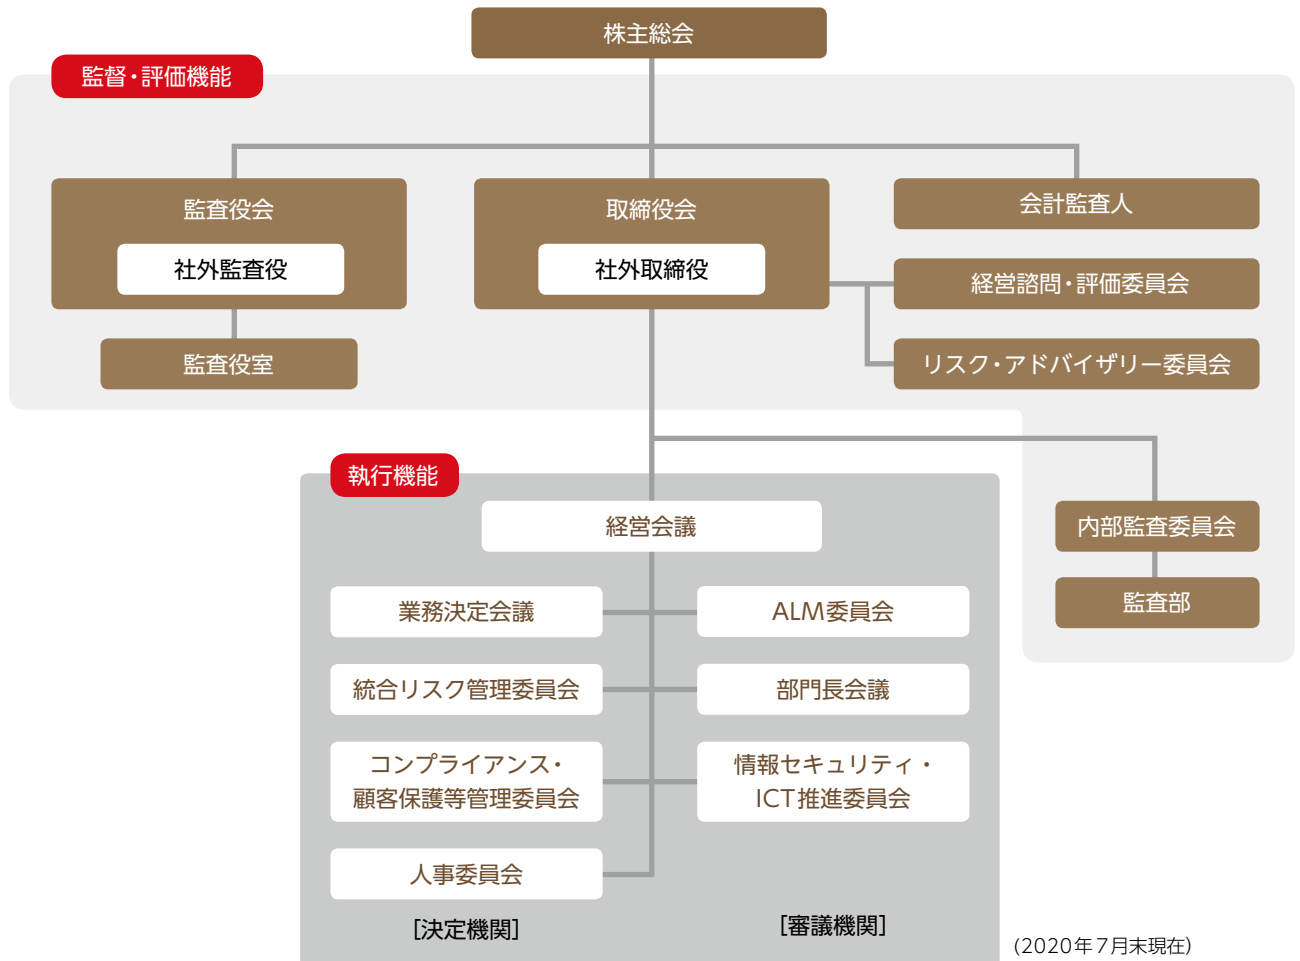 株主総会
監督・評価機能
監査役会
社外監査役
監査役室
取締役会
社外取締役
会計監査人
経営諮問・評価委員会
リスク・アドバイザリー委員会
執行機能
経営会議
内部監査委員会
監査部
業務決定会議
ALM委員会
統合リスク管理委員会
部門長会議
コンプライアンス・
顧客保護等管理委員会
情報セキュリティ・
ICT推進委員会
人事委員会
[決定機関]
[審議機関]
(2020年7月末現在)